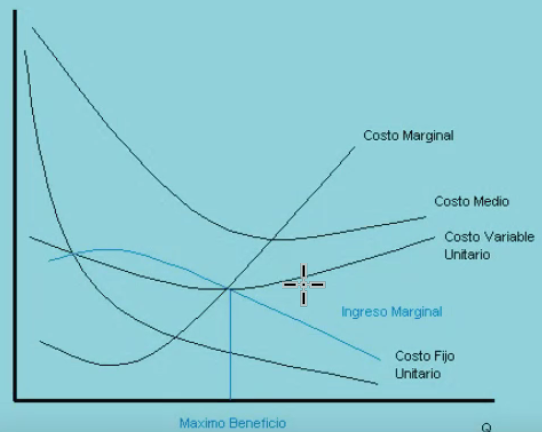 Costo Marginal
Costo Medio
Costo Variable
Unitario
Ingreso Marginal
Costo Fijo
Unitario
Maximo Beneficio
Q